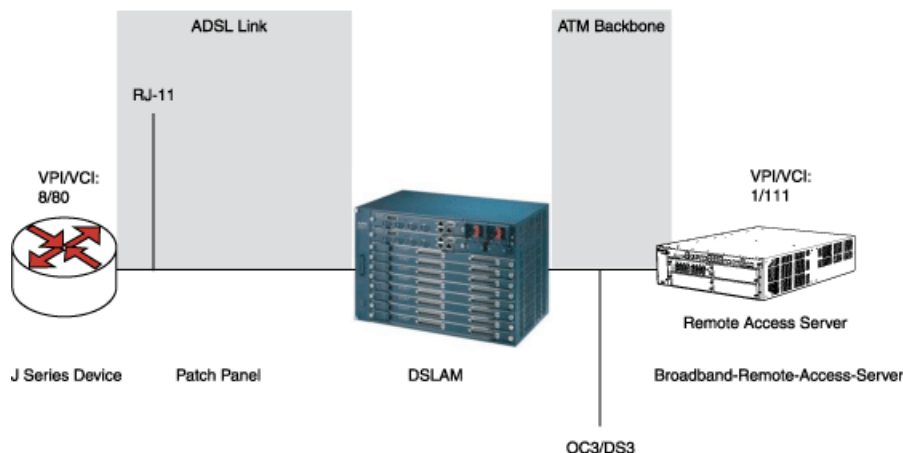 ADSL Link
ATM Backbone
RJ-11
VPI/VCI:
8/80
VPI/VCI:
1/111
Remote Access Server
J Series Device
Patch Panel
DSLAM
Broadband-Remote-Access-Server
OC3/DS3